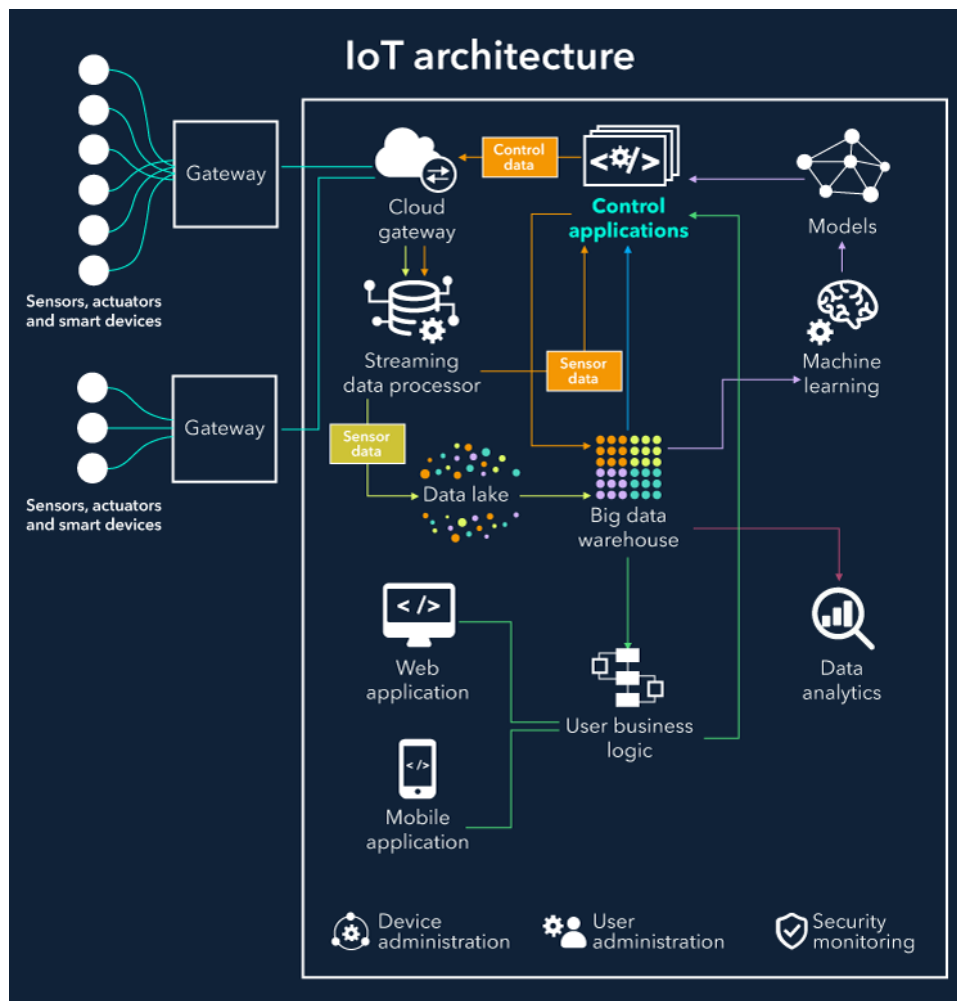 IoT architecture
Gateway
Sensors, actuators
and smart devices
Gateway
Sensors, actuators
and smart devices
Cloud
gateway
Control
data
</>
Control
applications
Models
Streaming
data processor
Sensor
data
Machine
learning
Sensor
data
Data lake
Big data
warehouse
< />
Web
application
User business
logic
Data
analytics
</>
Mobile
application
Device
administration
User
administration
Security
monitoring